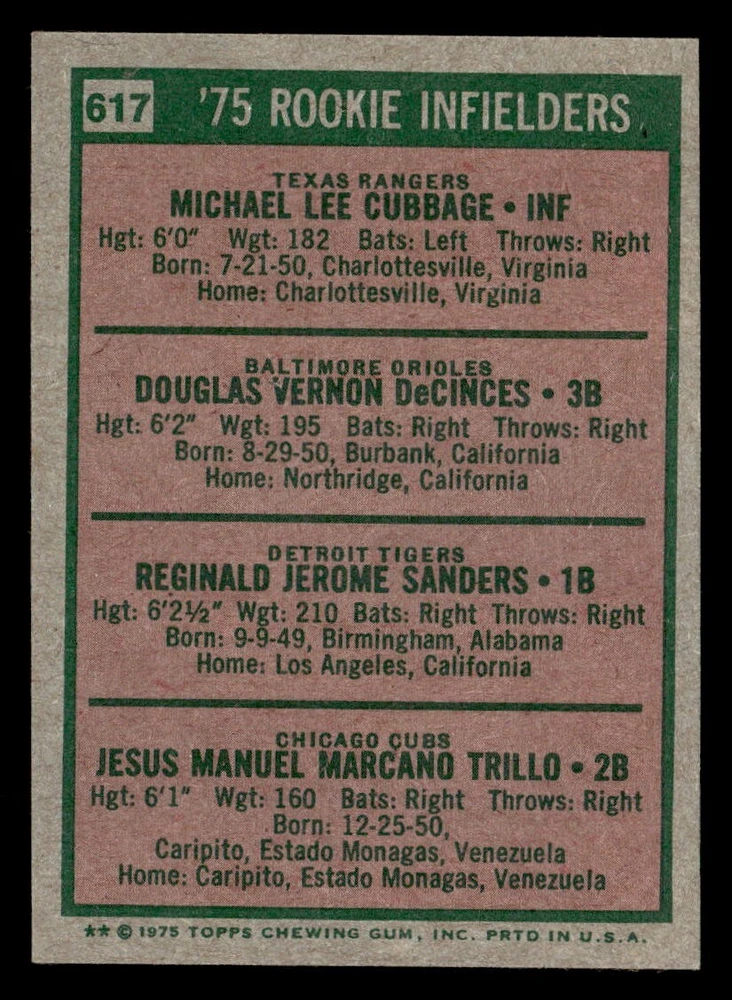 617 '75 ROOKIE INFIELDERS
TEXAS RANGERS
MICHAEL LEE CUBBAGE • INF
Hgt: 6'0" Wgt: 182 Bats: Left Throws: Right
Born: 7-21-50, Charlottesville, Virginia
Home: Charlottesville, Virginia
BALTIMORE ORIOLES
DOUGLAS VERNON DeCINCES • 3B
Hgt: 6'2" Wgt: 195 Bats: Right Throws: Right
Born: 8-29-50, Burbank, California
Home: Northridge, California
DETROIT TIGERS
REGINALD JEROME SANDERS • 1B
Hgt: 6'2½" Wgt: 210 Bats: Right Throws: Right
Born: 9-9-49, Birmingham, Alabama
Home: Los Angeles, California
CHICAGO CUBS
JESUS MANUEL MARCANO TRILLO • 2B
Hgt: 6'1" Wgt: 160 Bats: Right Throws: Right
Born: 12-25-50,
Caripito, Estado Monagas, Venezuela
Home: Caripito, Estado Monagas, Venezuela
** © 1975 TOPPS CHEWING GUM, INC. PRTD IN U.S.A.